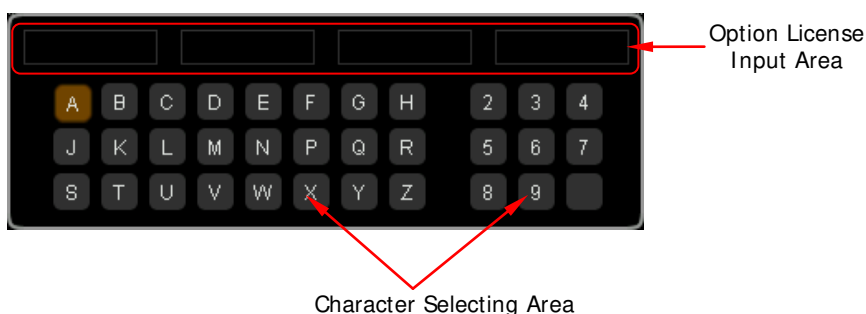 Option License
Input Area
A B C D E F G H 2 3 4
J K L M N P Q R 5 6 7
S T U V W X Y Z 8 9
Character Selecting Area